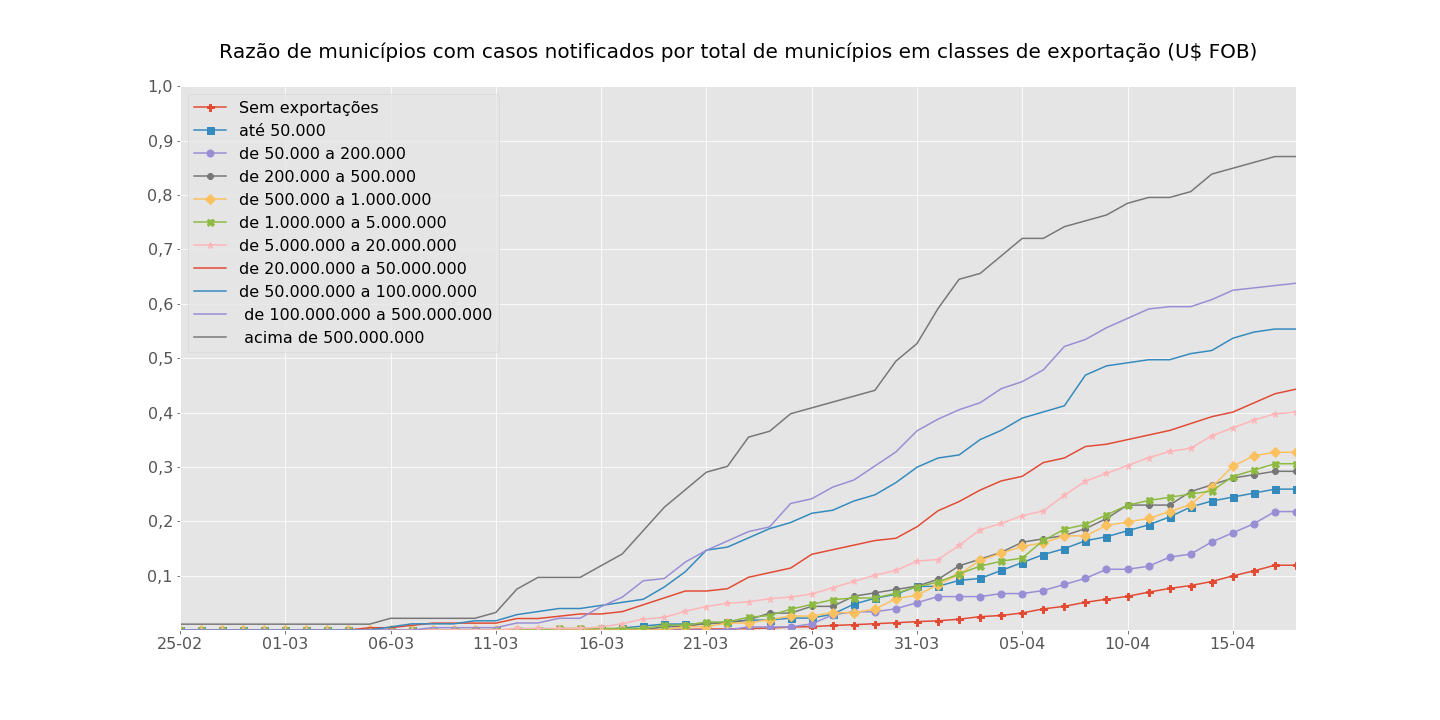 Razão de municípios com casos notificados por total de municípios em classes de exportação (U$ FOB)
1,0
0,9
0,8
0,7
0,6
0,5
0,4
0,3
0,2
0,1
Sem exportações
até 50.000
de 50.000 a 200.000
de 200.000 a 500.000
de 500.000 a 1.000.000
de 1.000.000 a 5.000.000
de 5.000.000 a 20.000.000
de 20.000.000 a 50.000.000
de 50.000.000 a 100.000.000
de 100.000.000 a 500.000.000
acima de 500.000.000
25-02 01-03 06-03 11-03 16-03 21-03 26-03 31-03 05-04 10-04 15-04